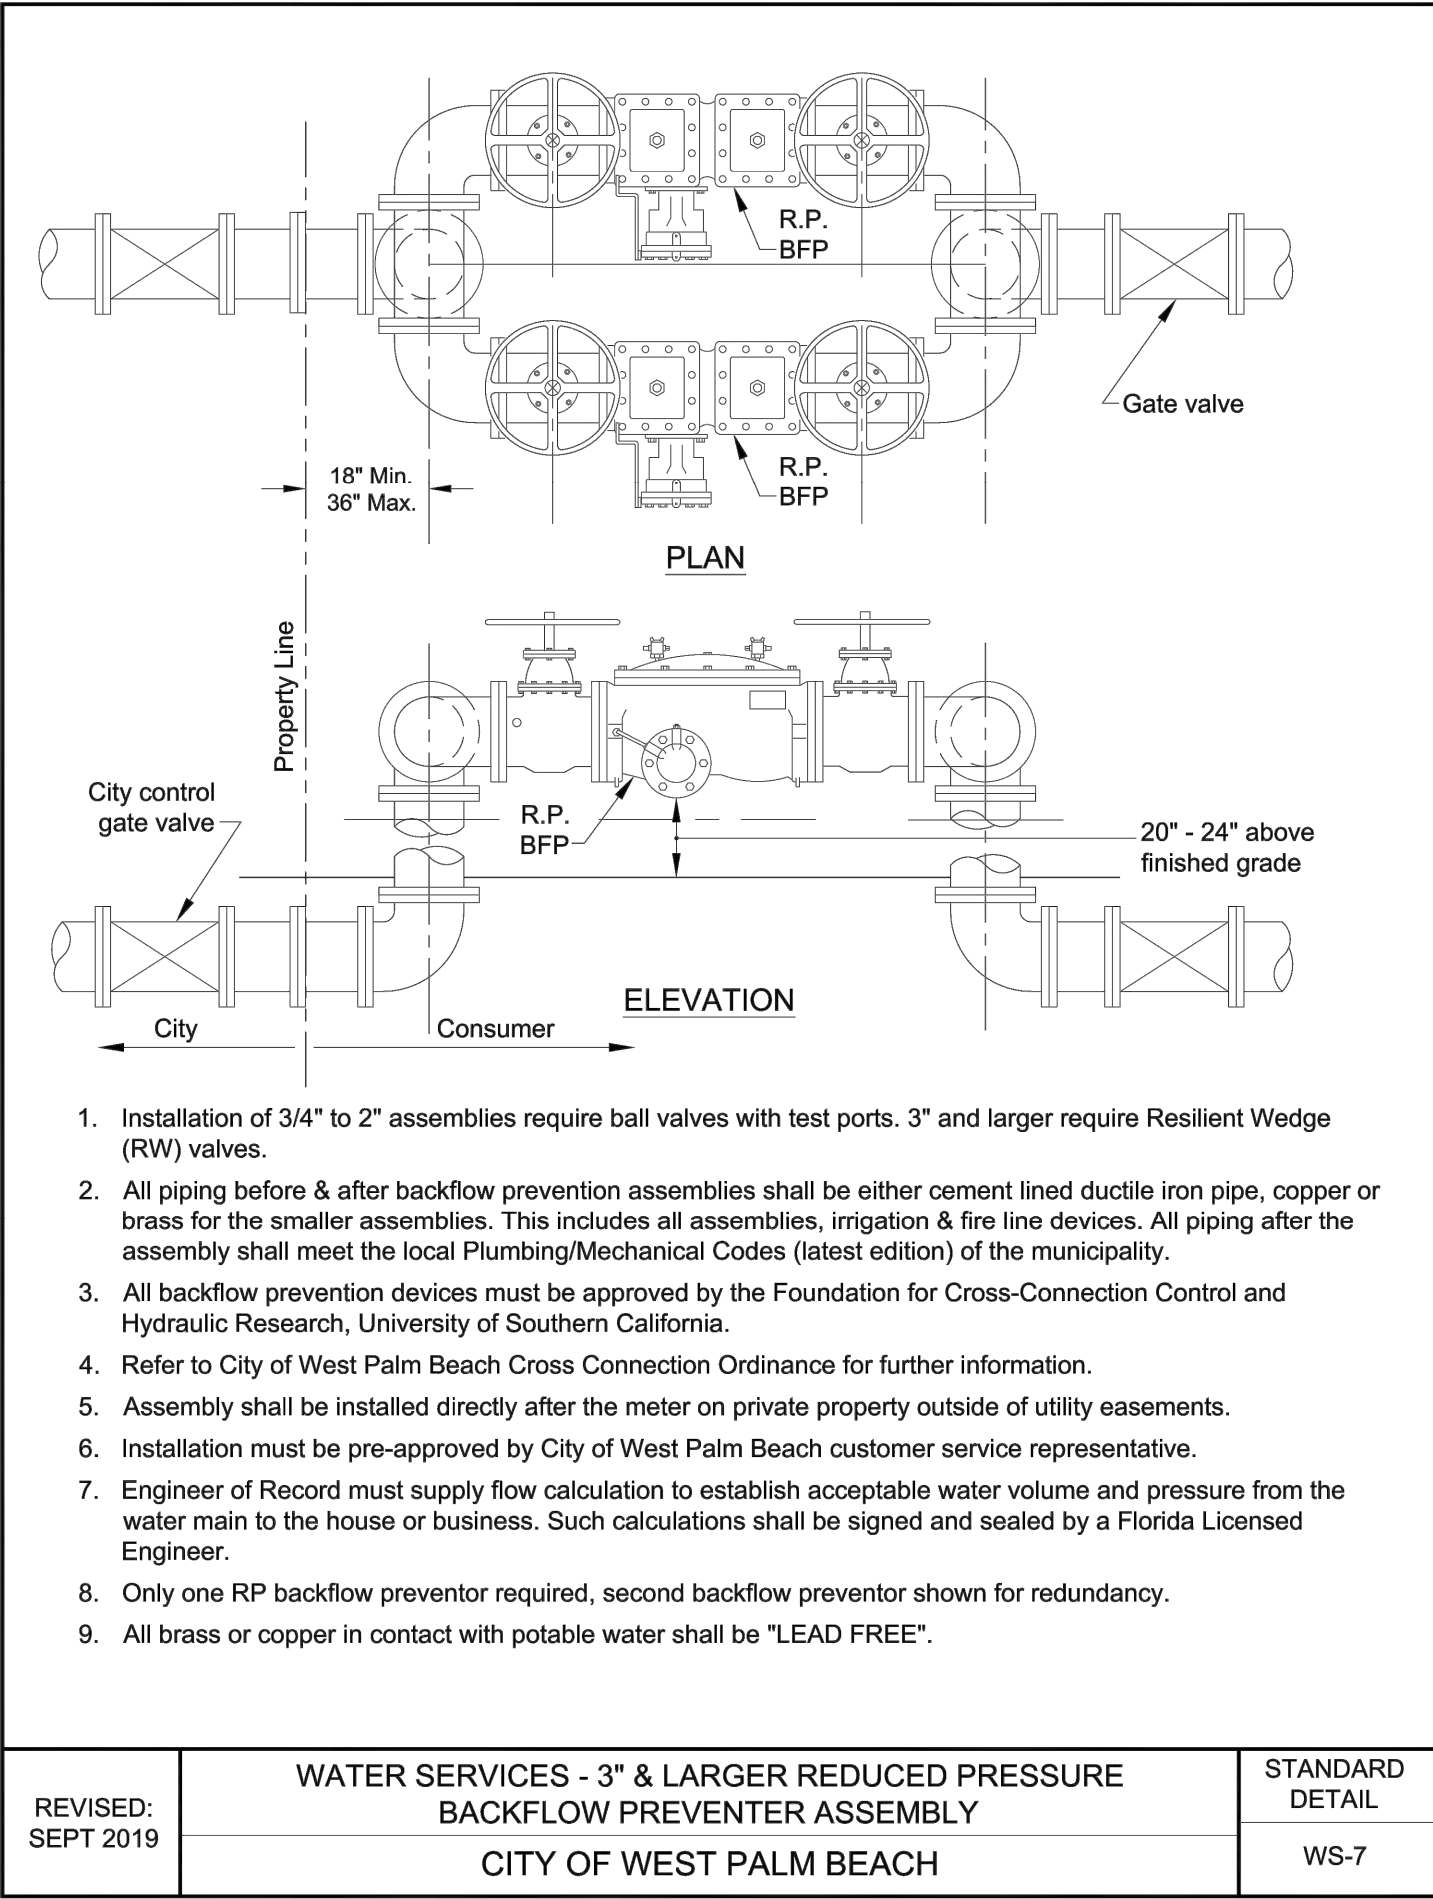 R.P.
BFP
Gate valve
R.P.
BFP
18" Min.
36" Max.
PLAN
Property Line
City control
gate valve
R.P.
BFP
20" - 24" above
finished grade
ELEVATION
City
Consumer
1. Installation of 3/4" to 2" assemblies require ball valves with test ports. 3" and larger require Resilient Wedge
(RW) valves.
2. All piping before & after backflow prevention assemblies shall be either cement lined ductile iron pipe, copper or
brass for the smaller assemblies. This includes all assemblies, irrigation & fire line devices. All piping after the
assembly shall meet the local Plumbing/Mechanical Codes (latest edition) of the municipality.
3. All backflow prevention devices must be approved by the Foundation for Cross-Connection Control and
Hydraulic Research, University of Southern California.
4. Refer to City of West Palm Beach Cross Connection Ordinance for further information.
5. Assembly shall be installed directly after the meter on private property outside of utility easements.
6. Installation must be pre-approved by City of West Palm Beach customer service representative.
7. Engineer of Record must supply flow calculation to establish acceptable water volume and pressure from the
water main to the house or business. Such calculations shall be signed and sealed by a Florida Licensed
Engineer.
8. Only one RP backflow preventor required, second backflow preventor shown for redundancy.
9. All brass or copper in contact with potable water shall be "LEAD FREE".
REVISED:
SEPT 2019
WATER SERVICES - 3" & LARGER REDUCED PRESSURE
BACKFLOW PREVENTER ASSEMBLY
CITY OF WEST PALM BEACH
STANDARD
DETAIL
WS-7